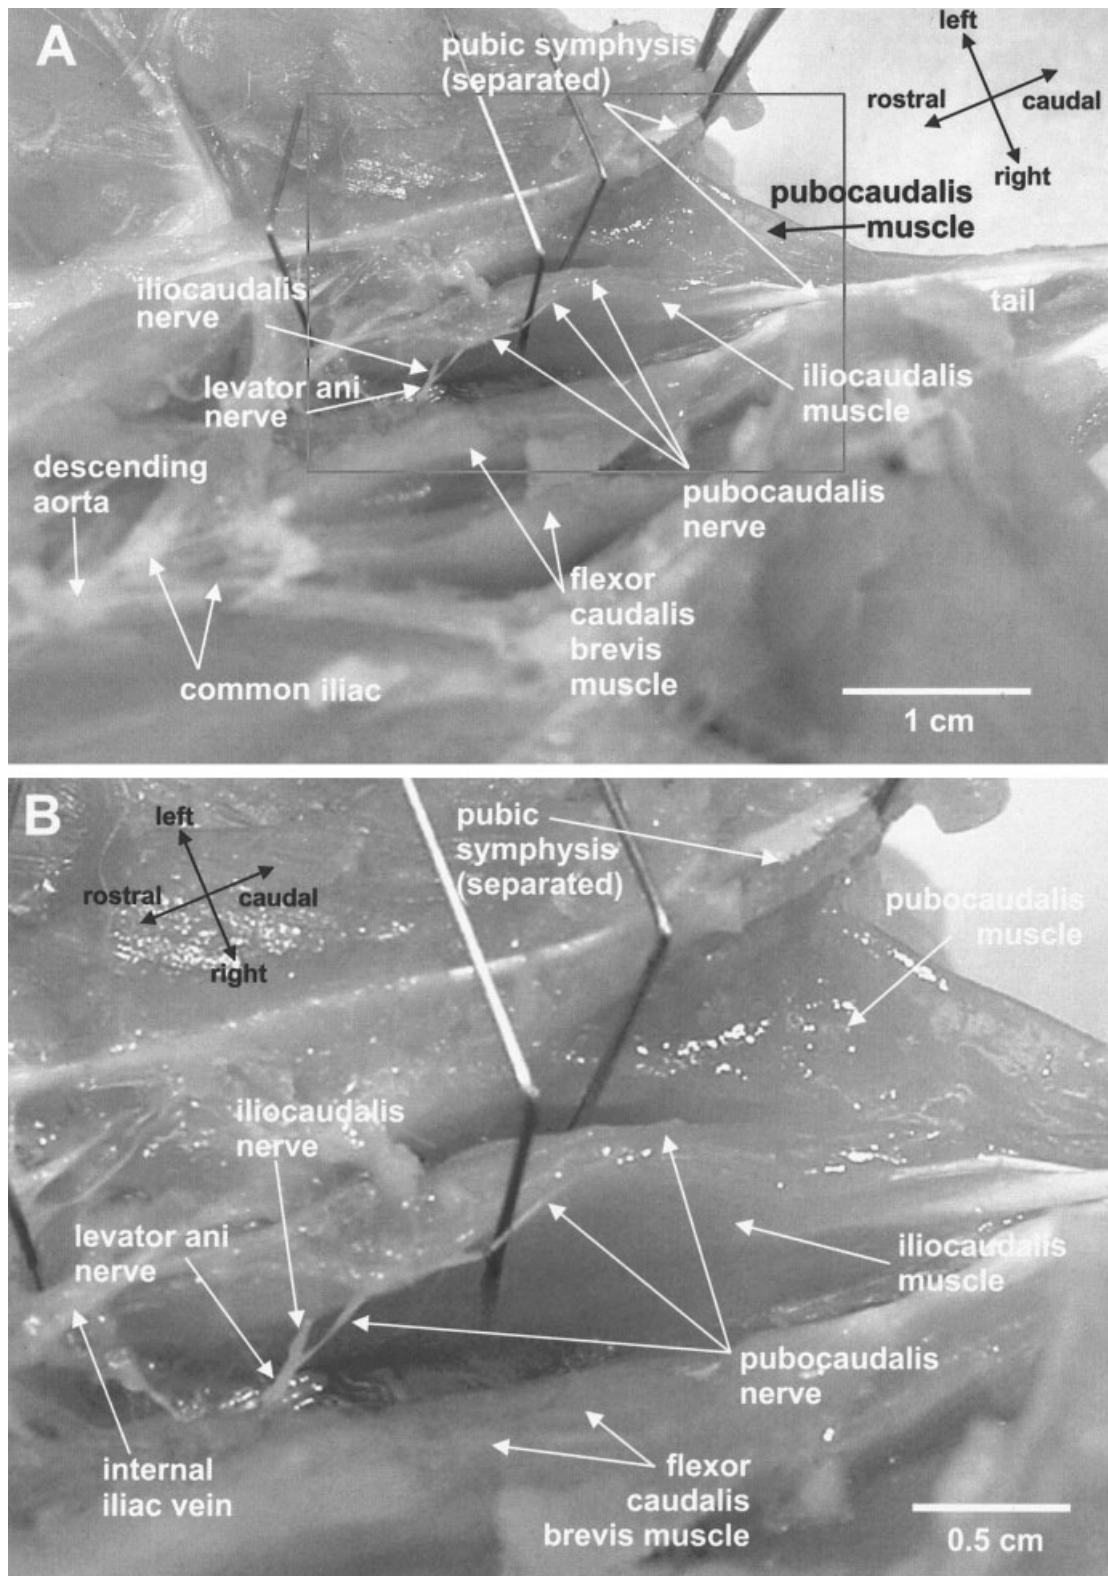 A
pubic symphysis
(separated)
left
rostral
caudal
right
pubocaudalis
muscle
iliocaudalis
nerve
tail
levator ani
nerve
iliocaudalis
muscle
descending
aorta
pubocaudalis
nerve
flexor
caudalis
brevis
muscle
common iliac
1 cm
B
left
rostral
caudal
right
pubic
symphysis
(separated)
pubocaudalis
muscle
iliocaudalis
nerve
levator ani
nerve
iliocaudalis
muscle
pubocaudalis
nerve
internal
iliac vein
flexor
caudalis
brevis muscle
0.5 cm